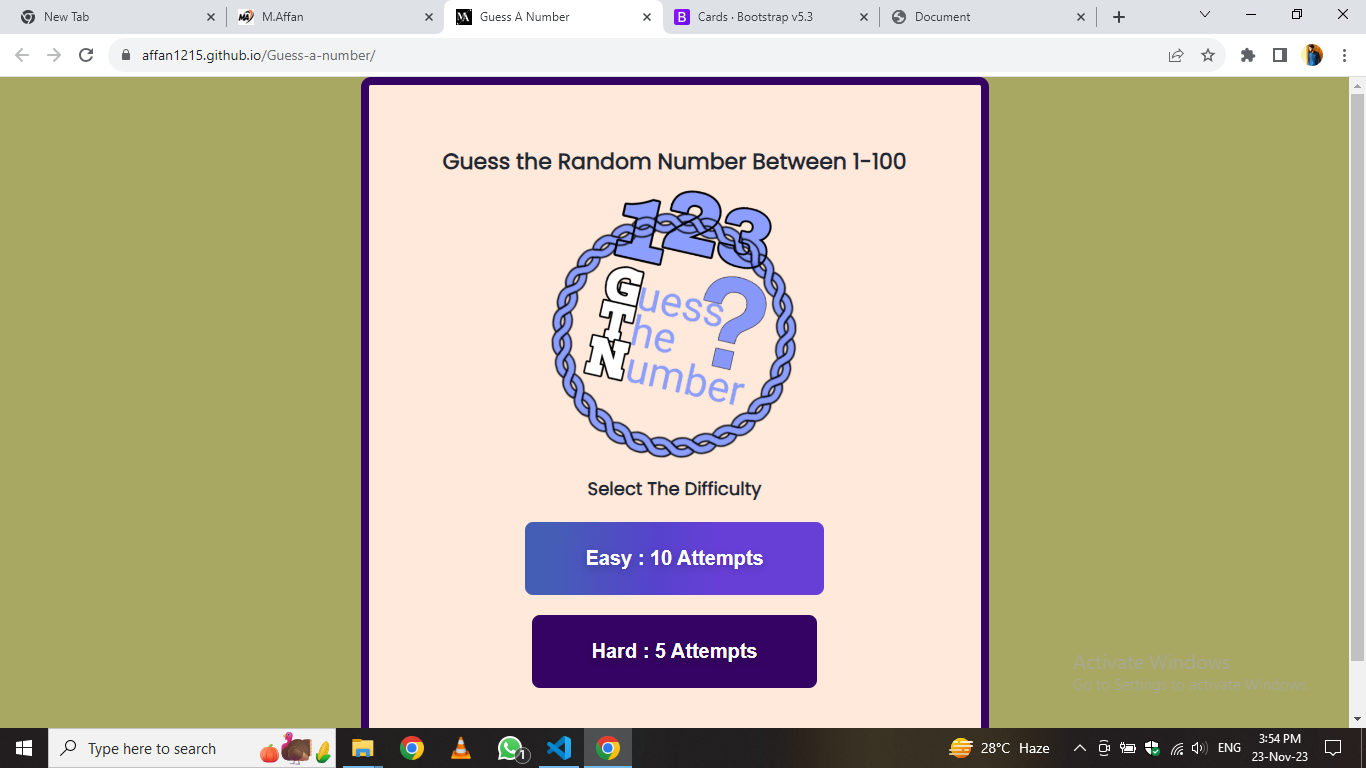 New Tab
M.Affan
Guess A Number
Cards · Bootstrap v5.3
Document
affan1215.github.io/Guess-a-number/
Guess the Random Number Between 1-100
123
Guess
The
Number
?
Select The Difficulty
Easy : 10 Attempts
Hard : 5 Attempts
Activate Windows
Go to Settings to activate Windows.
Type here to search
1
28°C Haze
ENG
3:54 PM
23-Nov-23